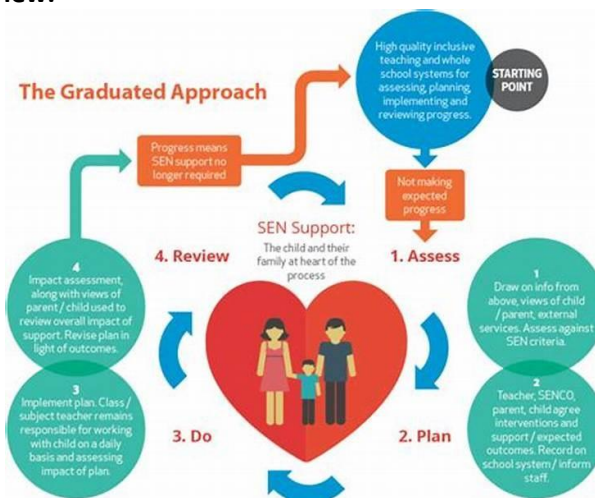 The Graduated Approach
High quality inclusive
teaching and whole
school systems for
assessing, planning,
implementing and
reviewing progress.
STARTING
POINT
Progress means
SEN support no
longer required
Not making
expected
progress
SEN Support:
The child and their
family at heart of the
process
4. Review
1. Assess
4
Impact assessment,
along with views of
parent / child used to
review overall impact of
support. Revise plan in
light of outcomes.
1
Draw on info from
above, views of child
/ parent, external
services. Assess against
SEN criteria.
3
Implement plan. Class /
subject teacher remains
responsible for working
with child on a daily
basis and assessing
impact of plan.
3. Do
2. Plan
2
Teacher, SENCO,
parent, child agree
interventions and
support / expected
outcomes. Record on
school system / inform
staff.